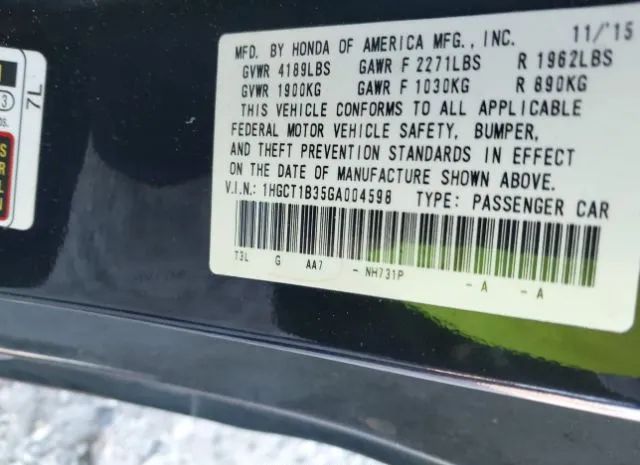 MFD. BY HONDA OF AMERICA MFG., INC. 11/15
GVWR 4189LBS GAWR F 2271LBS R 1962LBS
GVWR 1900KG GAWR F 1030KG R 890KG
THIS VEHICLE CONFORMS TO ALL APPLICABLE
FEDERAL MOTOR VEHICLE SAFETY, BUMPER,
AND THEFT PREVENTION STANDARDS IN EFFECT
ON THE DATE OF MANUFACTURE SHOWN ABOVE.
V.I.N.: 1HGCT1B35GA004598 TYPE: PASSENGER CAR
T3L G AA7 - NH731P - A - A
7L
3